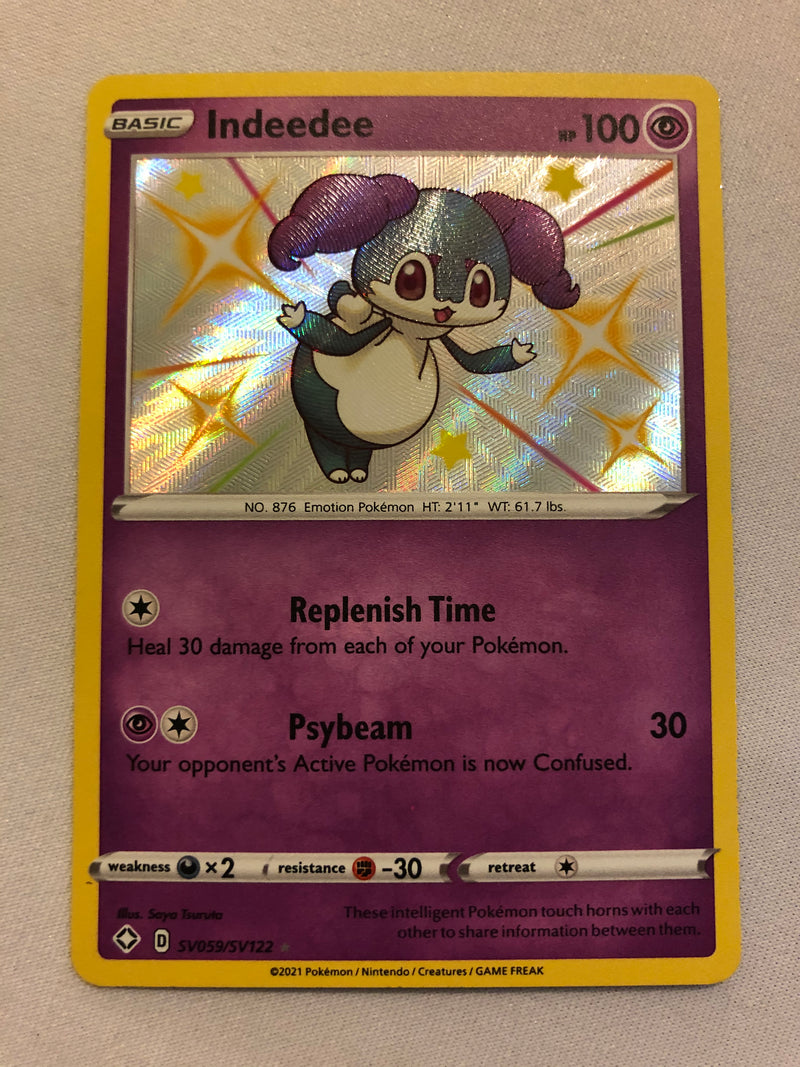 BASIC Indeedee HP 100
NO. 876 Emotion Pokémon HT: 2'11" WT: 61.7 lbs.
Replenish Time
Heal 30 damage from each of your Pokémon.
Psybeam 30
Your opponent's Active Pokémon is now Confused.
weakness ×2 resistance -30 retreat
Illus. Saya Tsuruta
These intelligent Pokémon touch horns with each
other to share information between them.
D SV059/SV122
©2021 Pokémon / Nintendo / Creatures / GAME FREAK